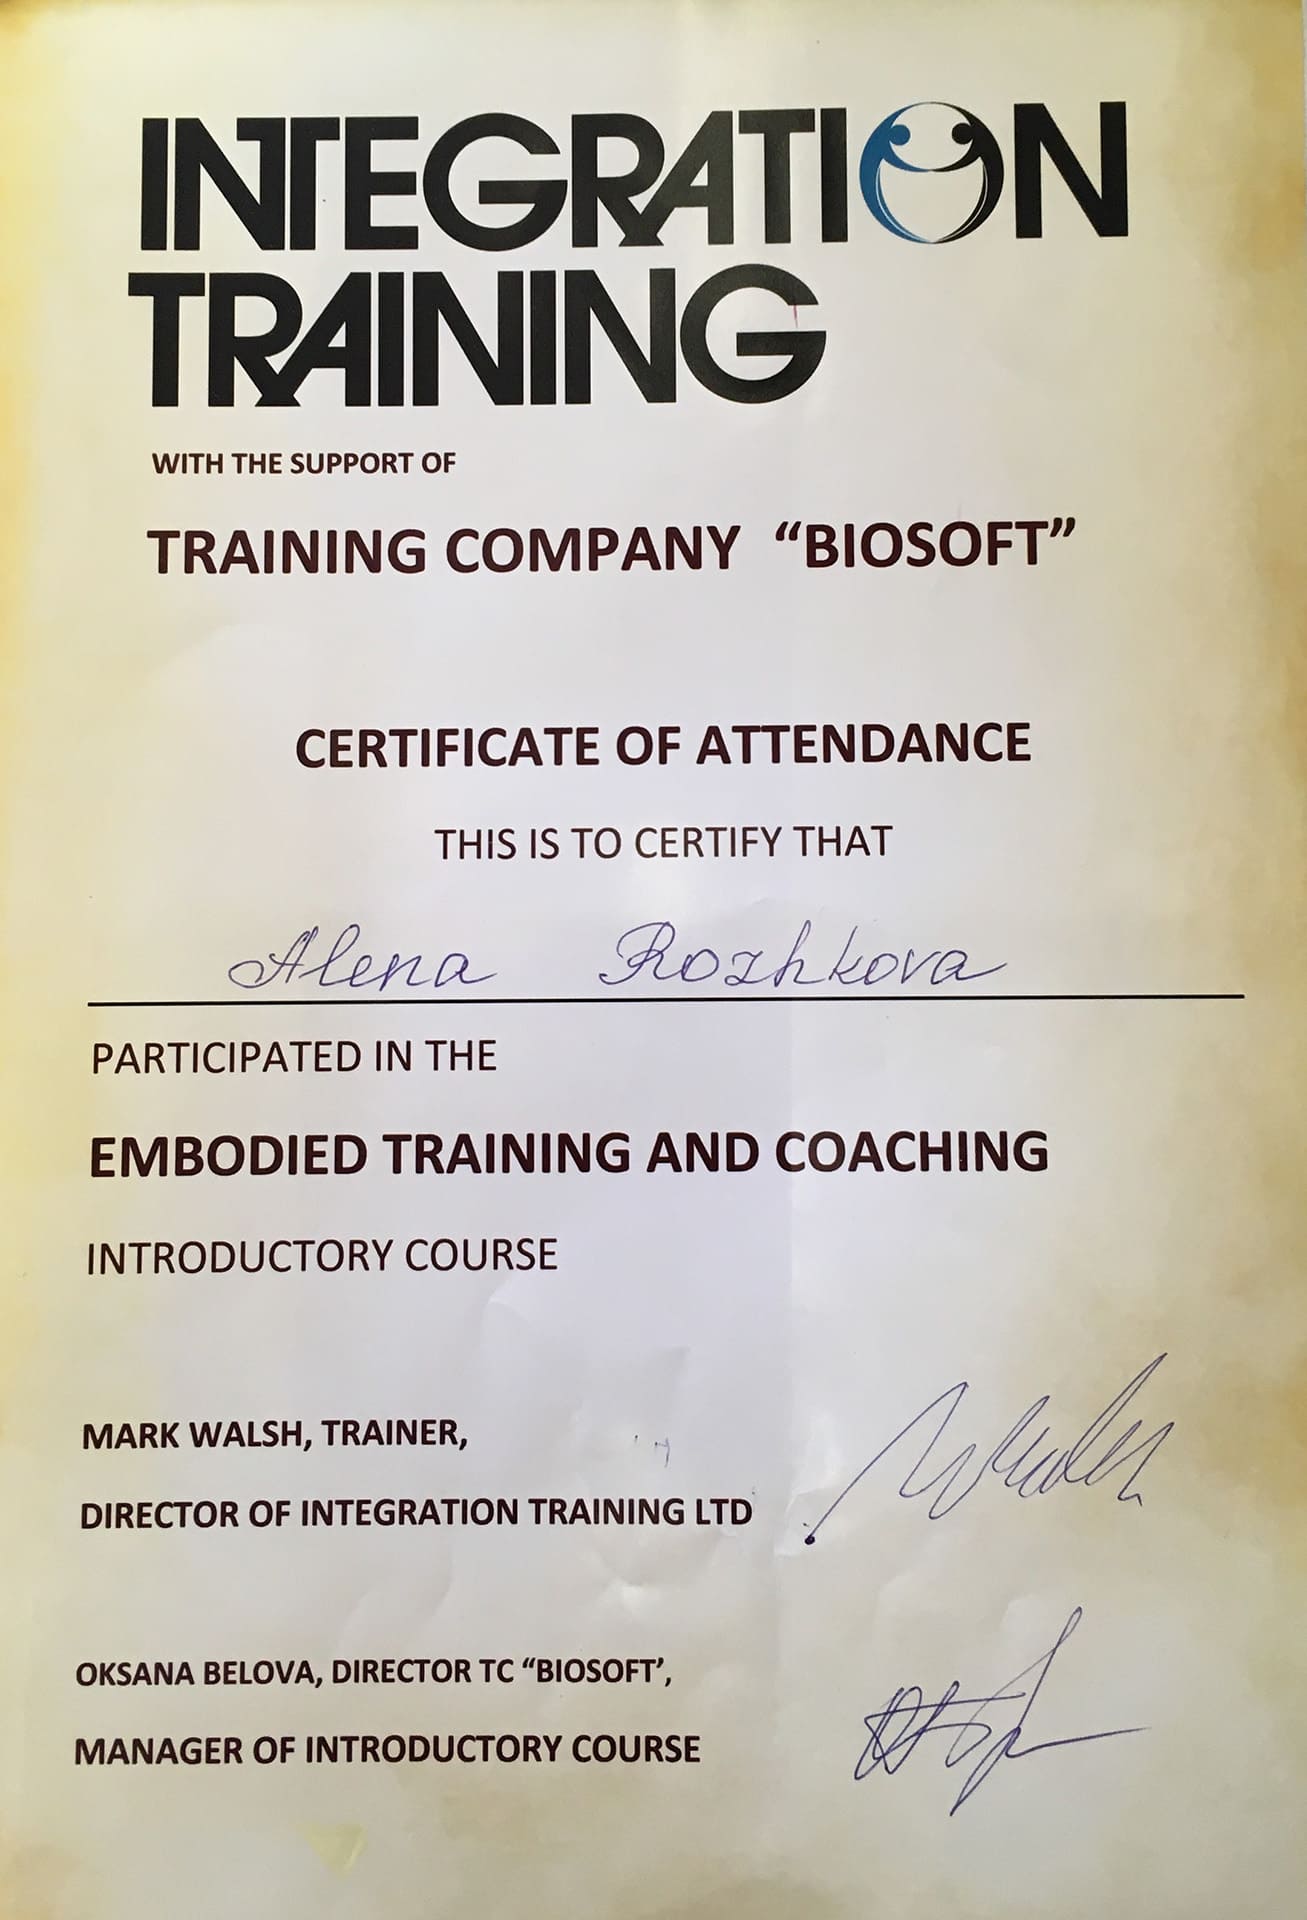 INTEGRATION
TRAINING
WITH THE SUPPORT OF
TRAINING COMPANY “BIOSOFT”
CERTIFICATE OF ATTENDANCE
THIS IS TO CERTIFY THAT
Alena Rozhkova
PARTICIPATED IN THE
EMBODIED TRAINING AND COACHING
INTRODUCTORY COURSE
MARK WALSH, TRAINER,
DIRECTOR OF INTEGRATION TRAINING LTD
OKSANA BELOVA, DIRECTOR TC “BIOSOFT’,
MANAGER OF INTRODUCTORY COURSE